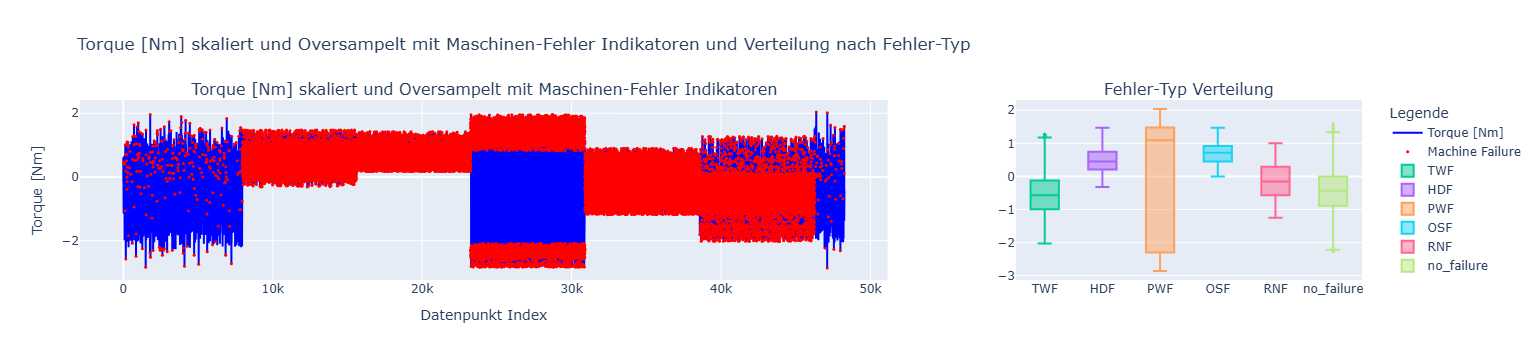 Torque [Nm] skaliert und Oversampelt mit Maschinen-Fehler Indikatoren und Verteilung nach Fehler-Typ
Torque [Nm] skaliert und Oversampelt mit Maschinen-Fehler Indikatoren
Torque [Nm]
2
0
−2
0
10k
20k
30k
40k
50k
Datenpunkt Index
Fehler-Typ Verteilung
2
1
0
−1
−2
−3
TWF
HDF
PWF
OSF
RNF
no_failure
Legende
Torque [Nm]
Machine Failure
TWF
HDF
PWF
OSF
RNF
no_failure